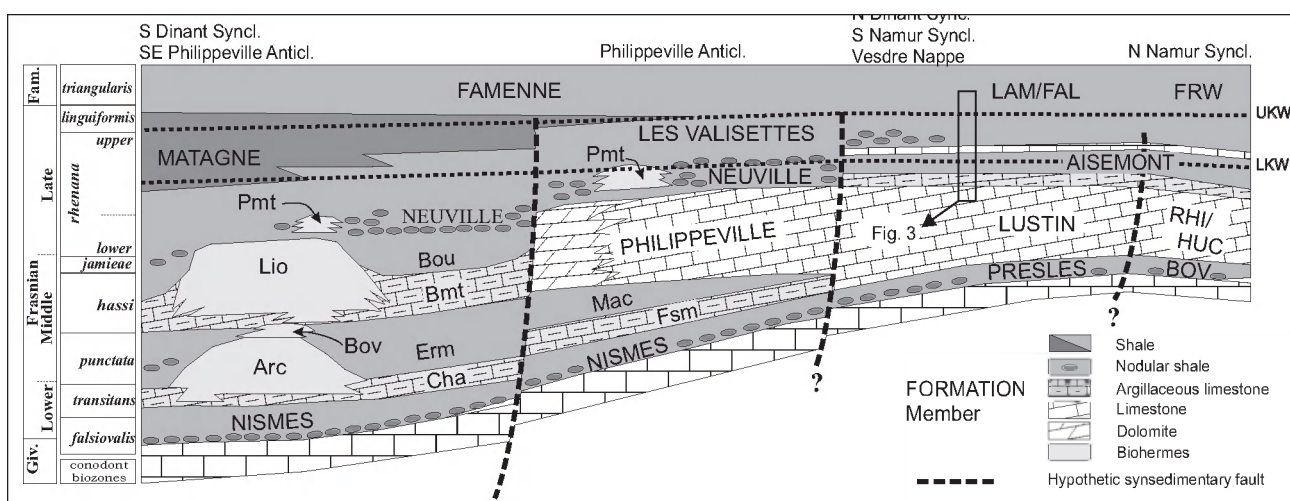 S Dinant Syncl.
SE Philippeville Anticl.
Philippeville Anticl.
N Dinant Sync.
S Namur Syncl.
Vesdre Nappe
N Namur Syncl.
Fam.
Late
Frasnian
Middle
Lower
Giv.
triangularis
linguiformis
upper
rhenana
lower
jamieae
hassi
punctata
transitans
falsiovalis
conodont
biozones
FAMENNE
LAM/FAL
FRW
UKW
LES VALISETTES
MATAGNE
Pmt
AISEMONT
LKW
NEUVILLE
Pmt
NEUVILLE
PHILIPPEVILLE
Fig. 3
LUSTIN
RHI/
HUC
Lio
Bou
Bmt
PRESLES
BOV
Mac
Fsm
Bov
Erm
NISMES
Arc
Cha
NISMES
?
?
FORMATION
Member
Shale
Nodular shale
Argillaceous limestone
Limestone
Dolomite
Biohermes
Hypothetic synsedimentary fault